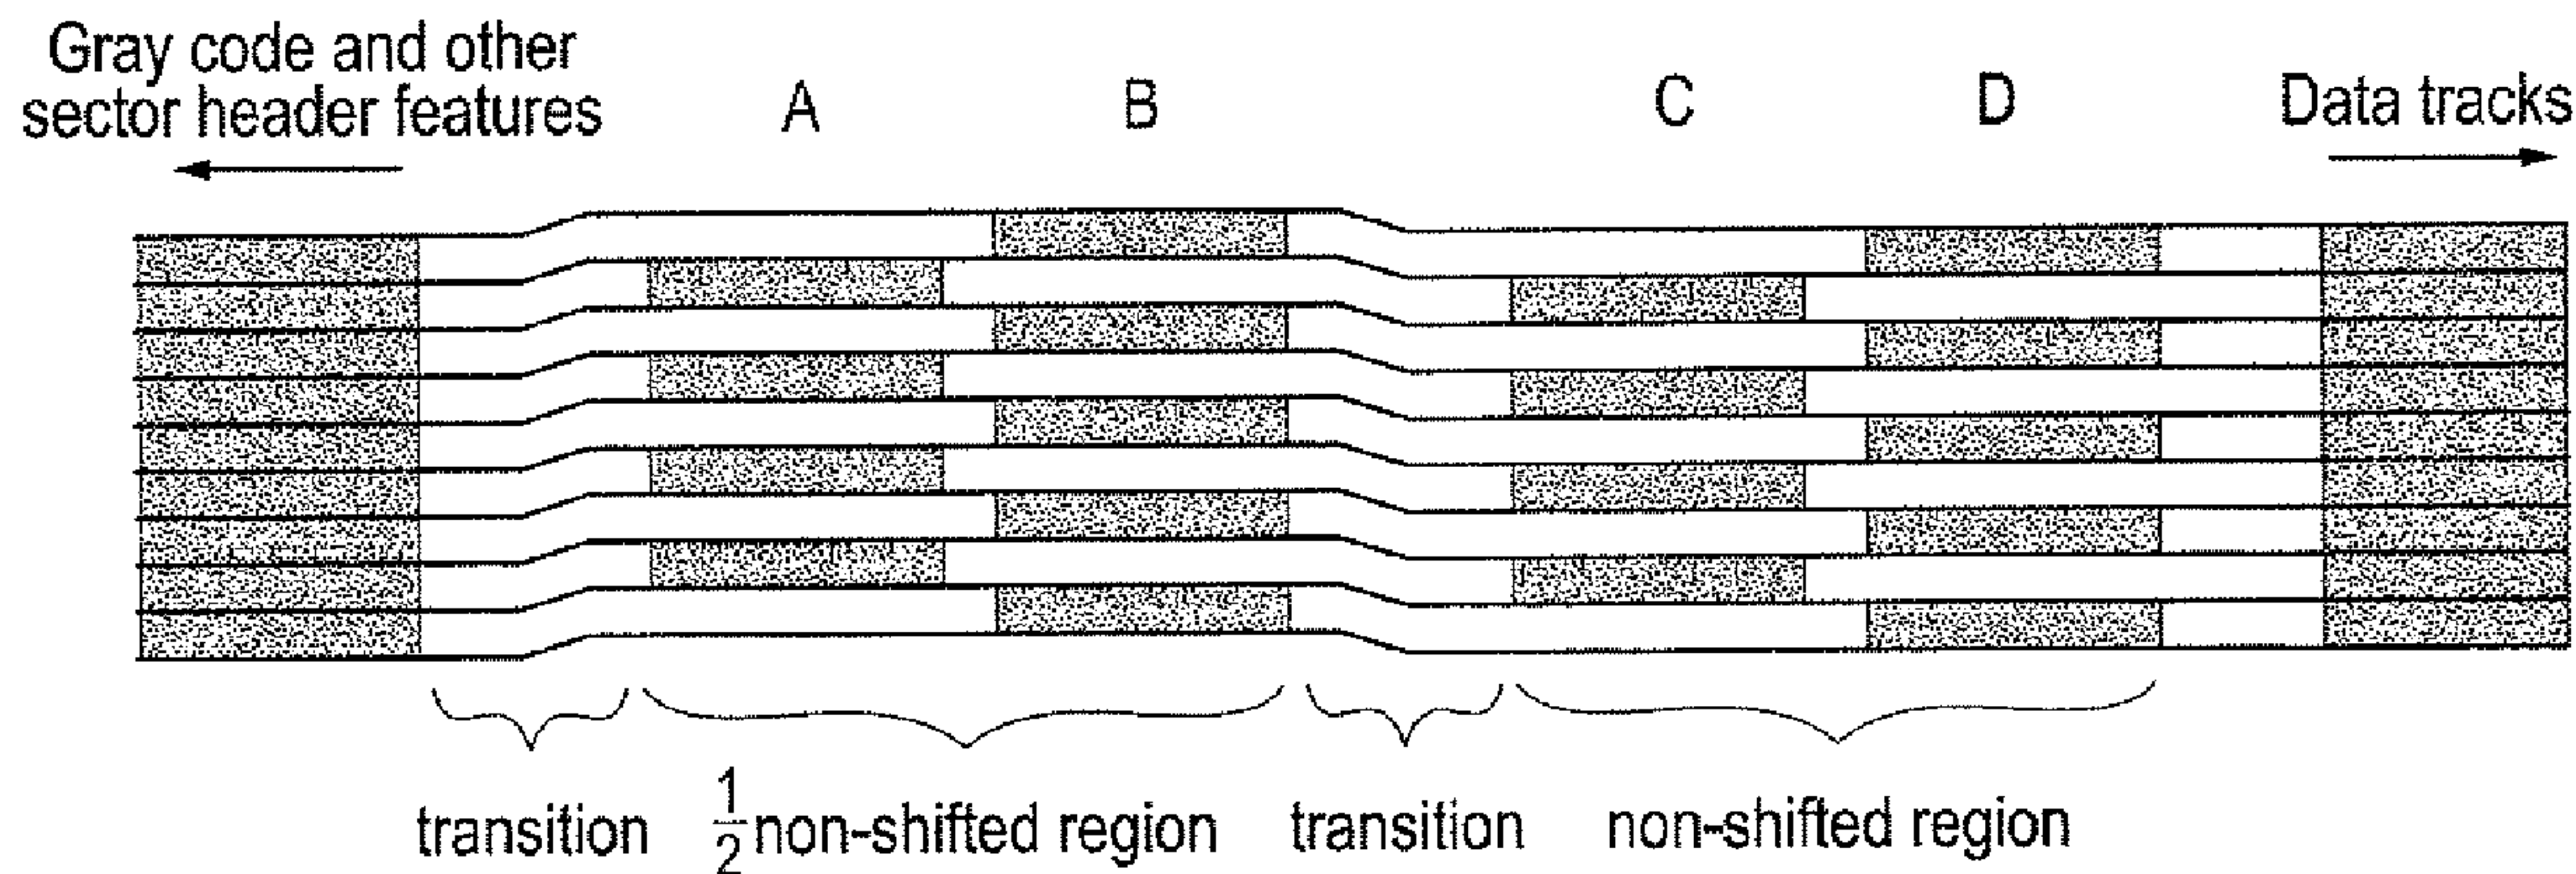 Gray code and other
sector header features
A
B
C
D
Data tracks
transition
1/2 non-shifted region
transition
non-shifted region